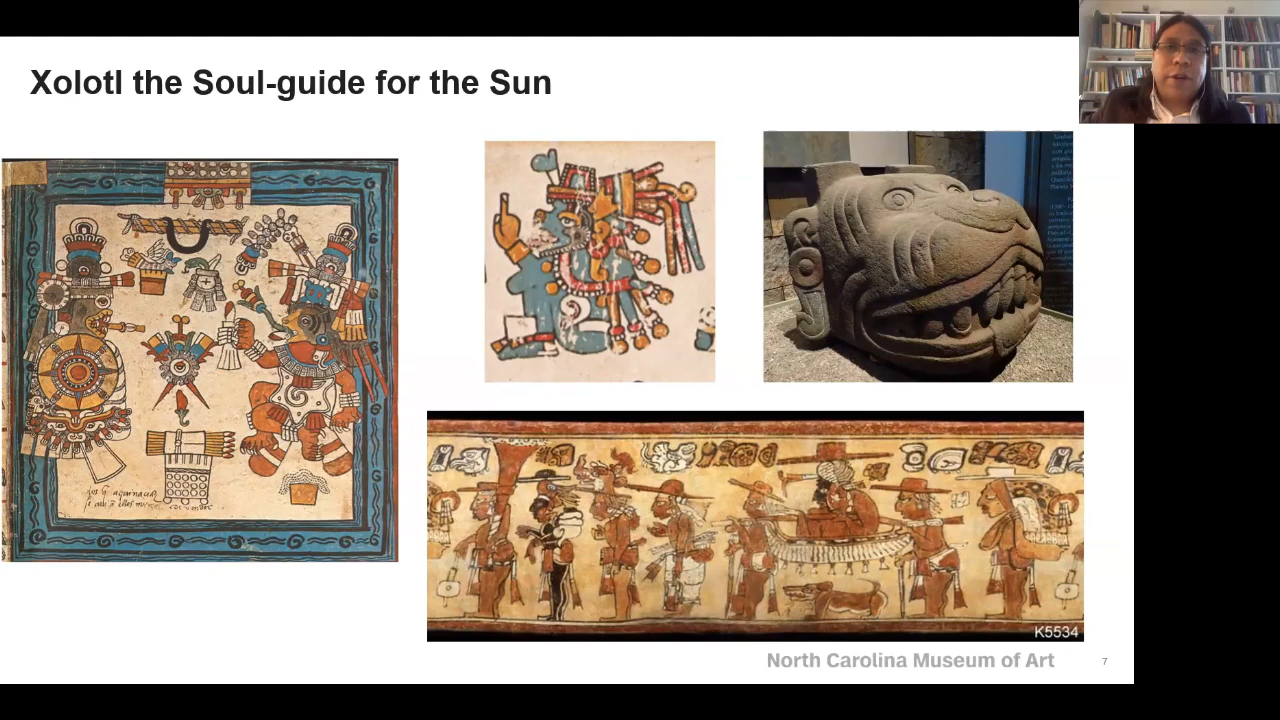 Xolotl the Soul-guide for the Sun
K5534
North Carolina Museum of Art
7